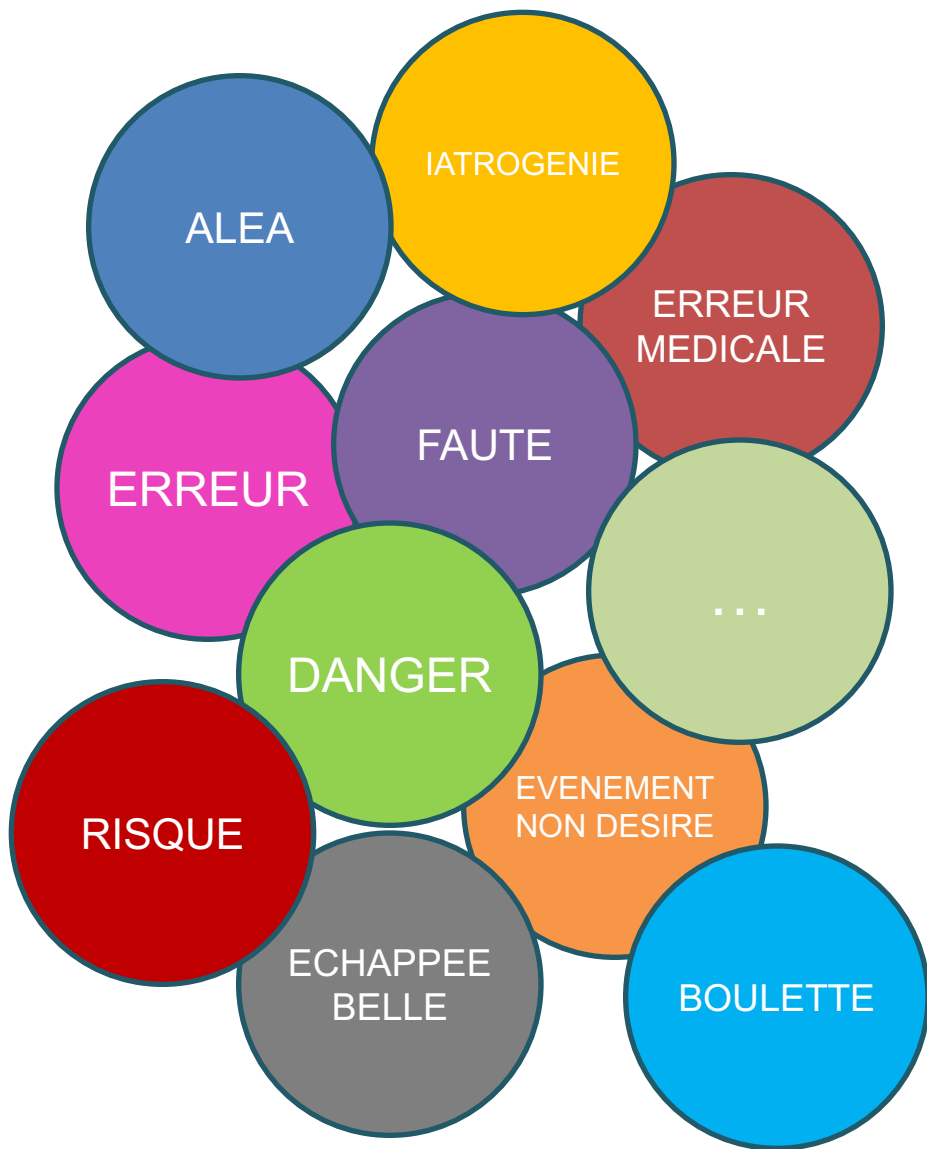 IATROGENIE
ALEA
ERREUR
MEDICALE
FAUTE
ERREUR
...
DANGER
EVENEMENT
NON DESIRE
RISQUE
ECHAPPEE
BELLE
BOULETTE